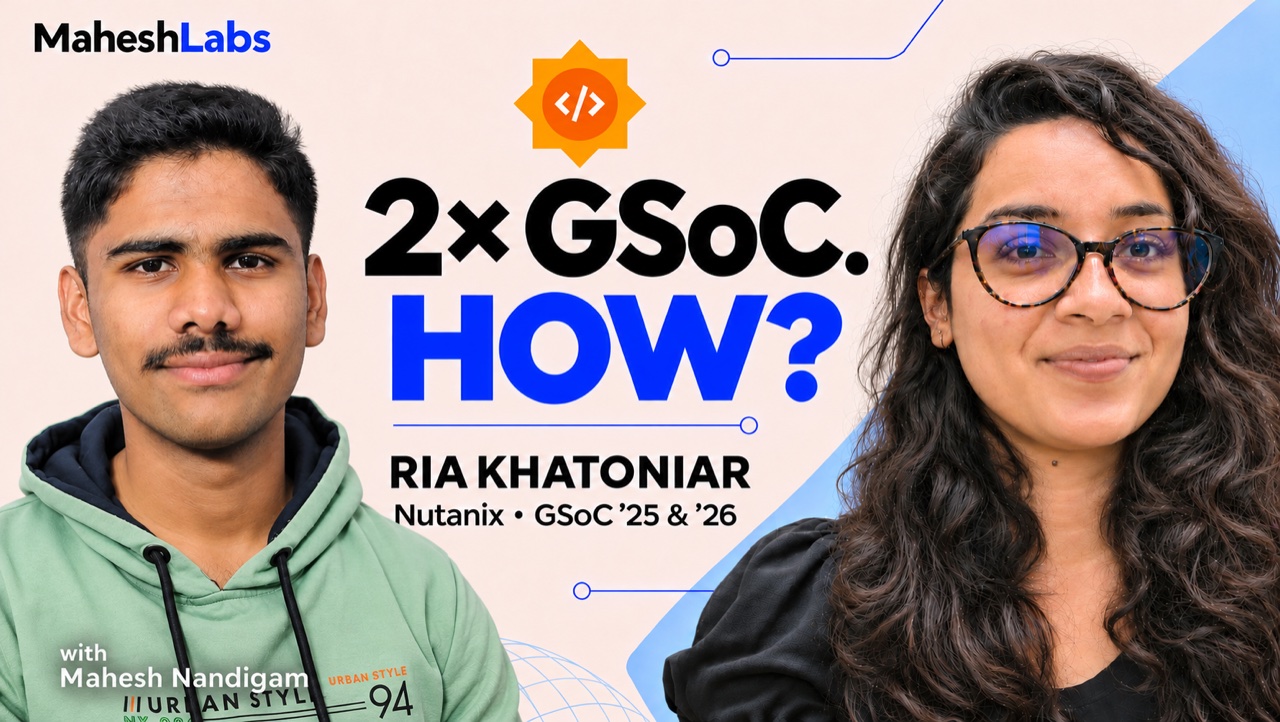 MaheshLabs
</>
2× GSoC.
HOW?
RIA KHATONIAR
Nutanix • GSoC ’25 & ’26
with
Mahesh Nandigam
URBAN STYLE
URBAN STYLE
94